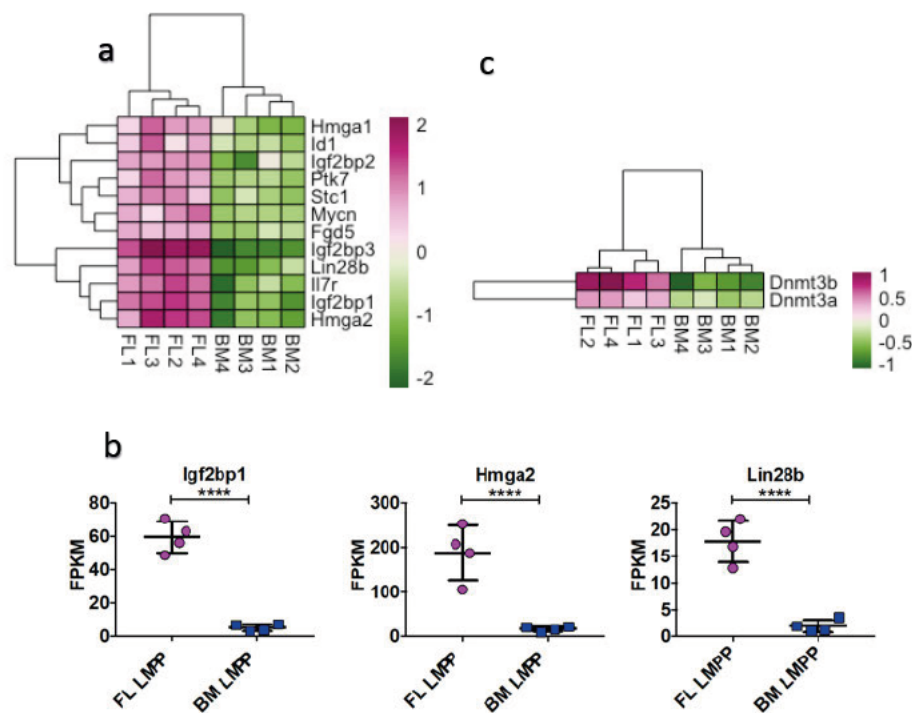 a
Hmga1
Id1
Igf2bp2
Ptk7
Stc1
Mycn
Fgd5
Igf2bp3
Lin28b
Il7r
Igf2bp1
Hmga2
FL1 FL3 FL2 FL4 BM4 BM3 BM1 BM2
2
1
0
-1
-2
c
Dnmt3b
Dnmt3a
FL2 FL4 FL1 FL3 BM4 BM3 BM1 BM2
1
0.5
0
-0.5
-1
b
Igf2bp1
****
FPKM
80
60
40
20
0
FL LMPP BM LMPP
Hmga2
****
FPKM
300
200
100
0
FL LMPP BM LMPP
Lin28b
****
FPKM
25
20
15
10
5
0
FL LMPP BM LMPP